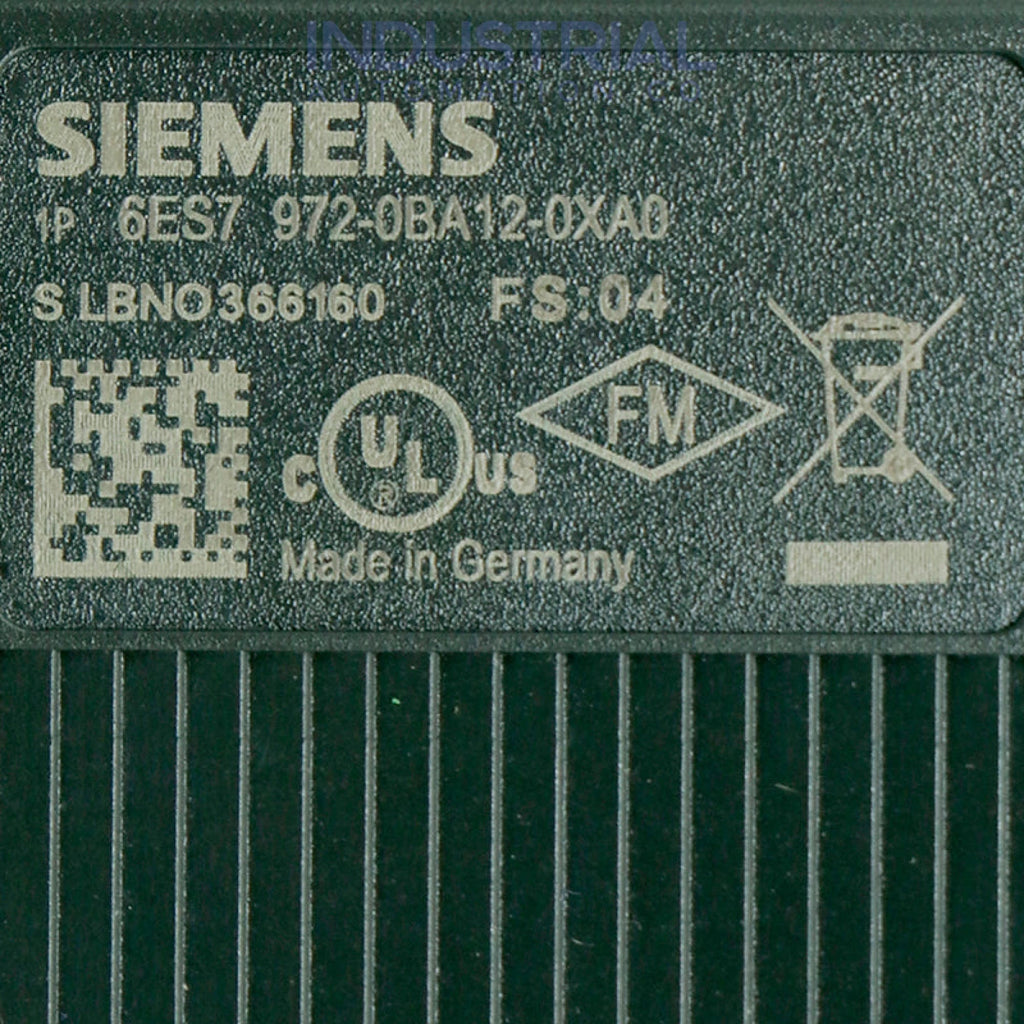 INDUSTRIAL
SIEMENS
1P 6ES7 972-0BA12-0XA0
S LBNO366160 FS:04
FM
C UL® US
Made in Germany